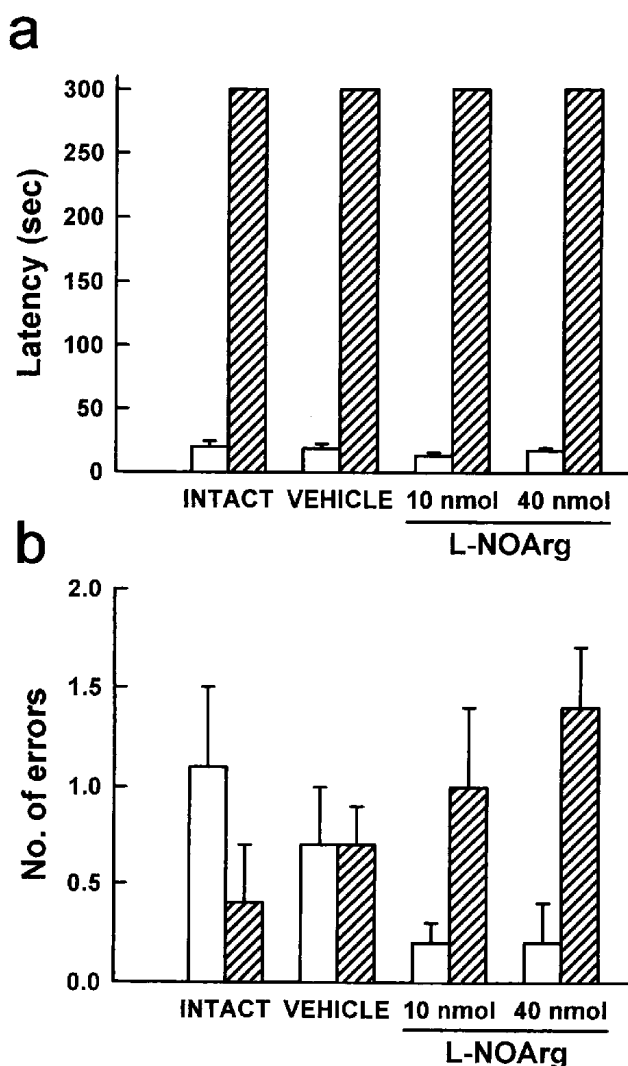 a
300
250
200
150
100
50
0
Latency (sec)
INTACT VEHICLE 10 nmol 40 nmol
L-NOArg
b
2.0
1.5
1.0
0.5
0.0
No. of errors
INTACT VEHICLE 10 nmol 40 nmol
L-NOArg